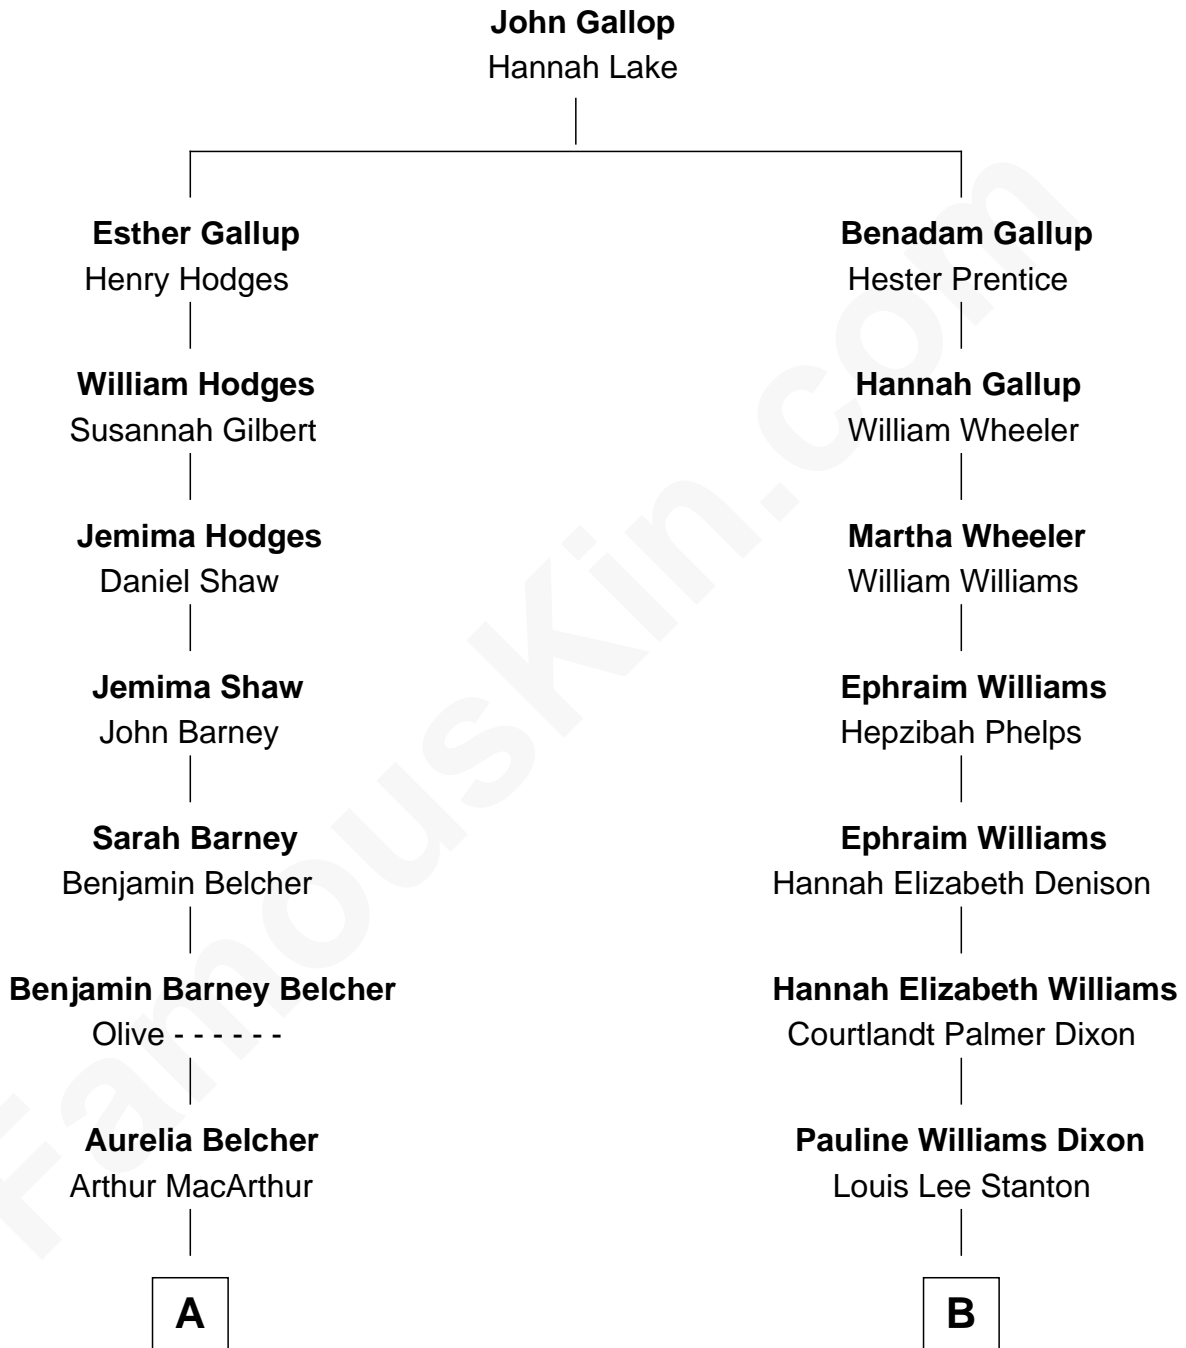 John Gallop
Hannah Lake
Esther Gallup
Henry Hodges
Benadam Gallup
Hester Prentice
William Hodges
Susannah Gilbert
Hannah Gallup
William Wheeler
Jemima Hodges
Daniel Shaw
Martha Wheeler
William Williams
Jemima Shaw
John Barney
Ephraim Williams
Hepzibah Phelps
Sarah Barney
Benjamin Belcher
Ephraim Williams
Hannah Elizabeth Denison
Benjamin Barney Belcher
Olive - - - - - -
Hannah Elizabeth Williams
Courtlandt Palmer Dixon
Aurelia Belcher
Arthur MacArthur
Pauline Williams Dixon
Louis Lee Stanton
A
B
FamousKin.com